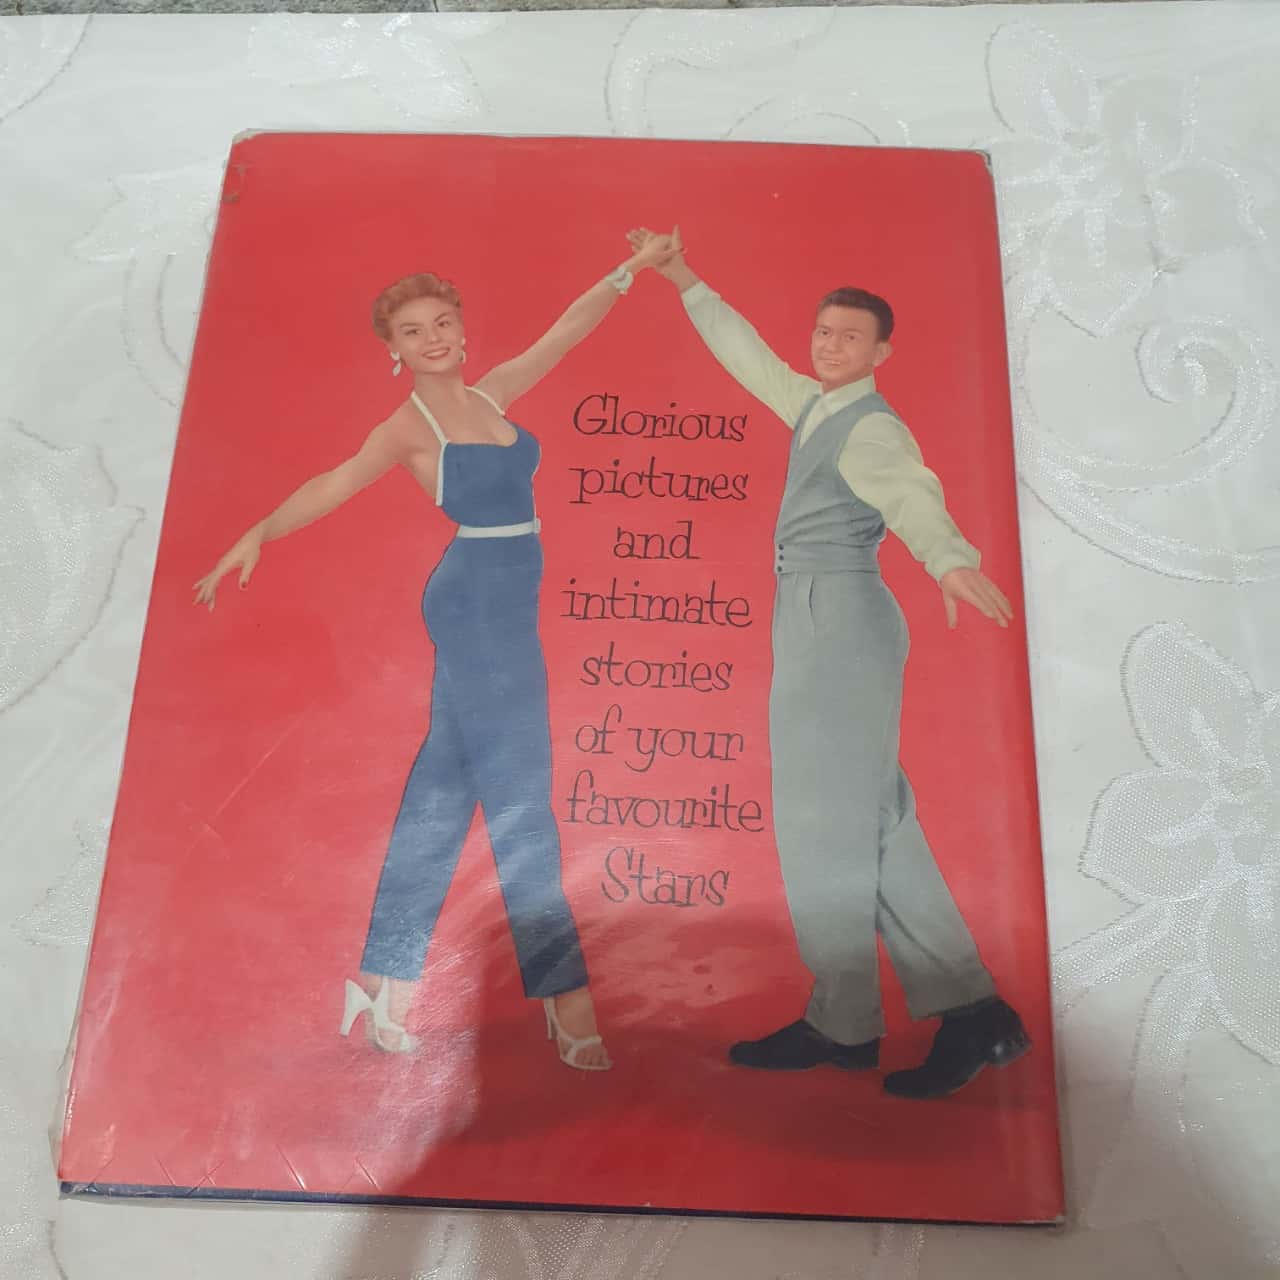 Glorious
pictures
and
intimate
stories
of your
favourite
Stars